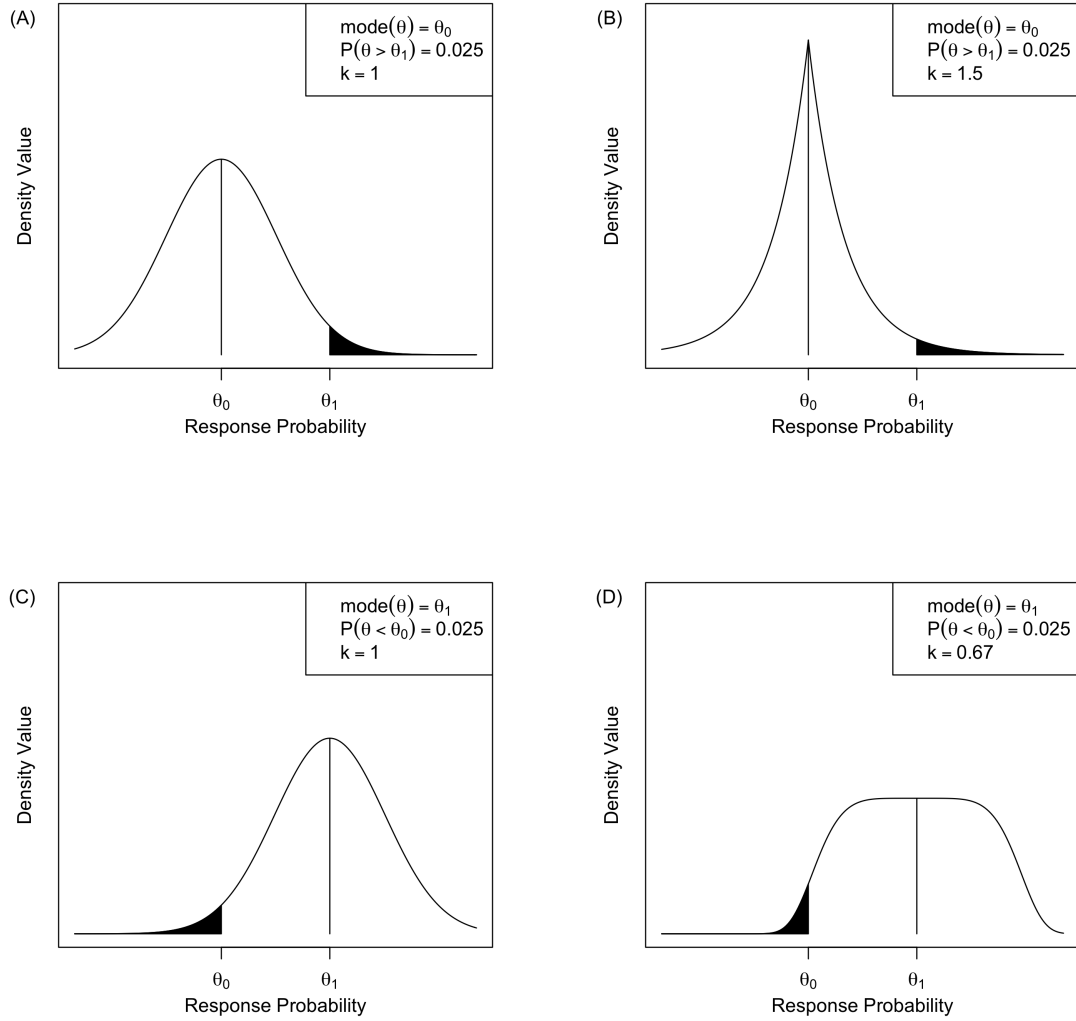 (A)
mode(θ) = θ₀
P(θ > θ₁) = 0.025
k = 1
Density Value
θ₀ θ₁
Response Probability
(B)
mode(θ) = θ₀
P(θ > θ₁) = 0.025
k = 1.5
Density Value
θ₀ θ₁
Response Probability
(C)
mode(θ) = θ₁
P(θ < θ₀) = 0.025
k = 1
Density Value
θ₀ θ₁
Response Probability
(D)
mode(θ) = θ₁
P(θ < θ₀) = 0.025
k = 0.67
Density Value
θ₀ θ₁
Response Probability